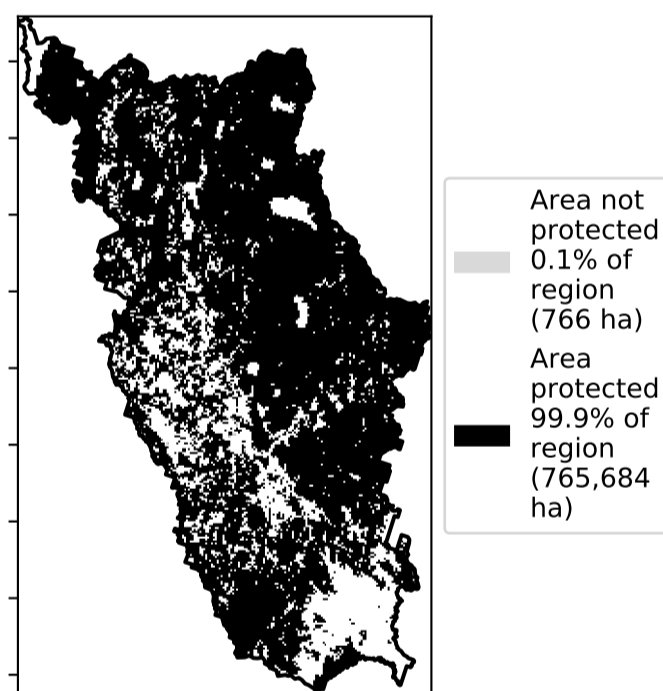 Area not
protected
0.1% of
region
(766 ha)
Area
protected
99.9% of
region
(765,684
ha)